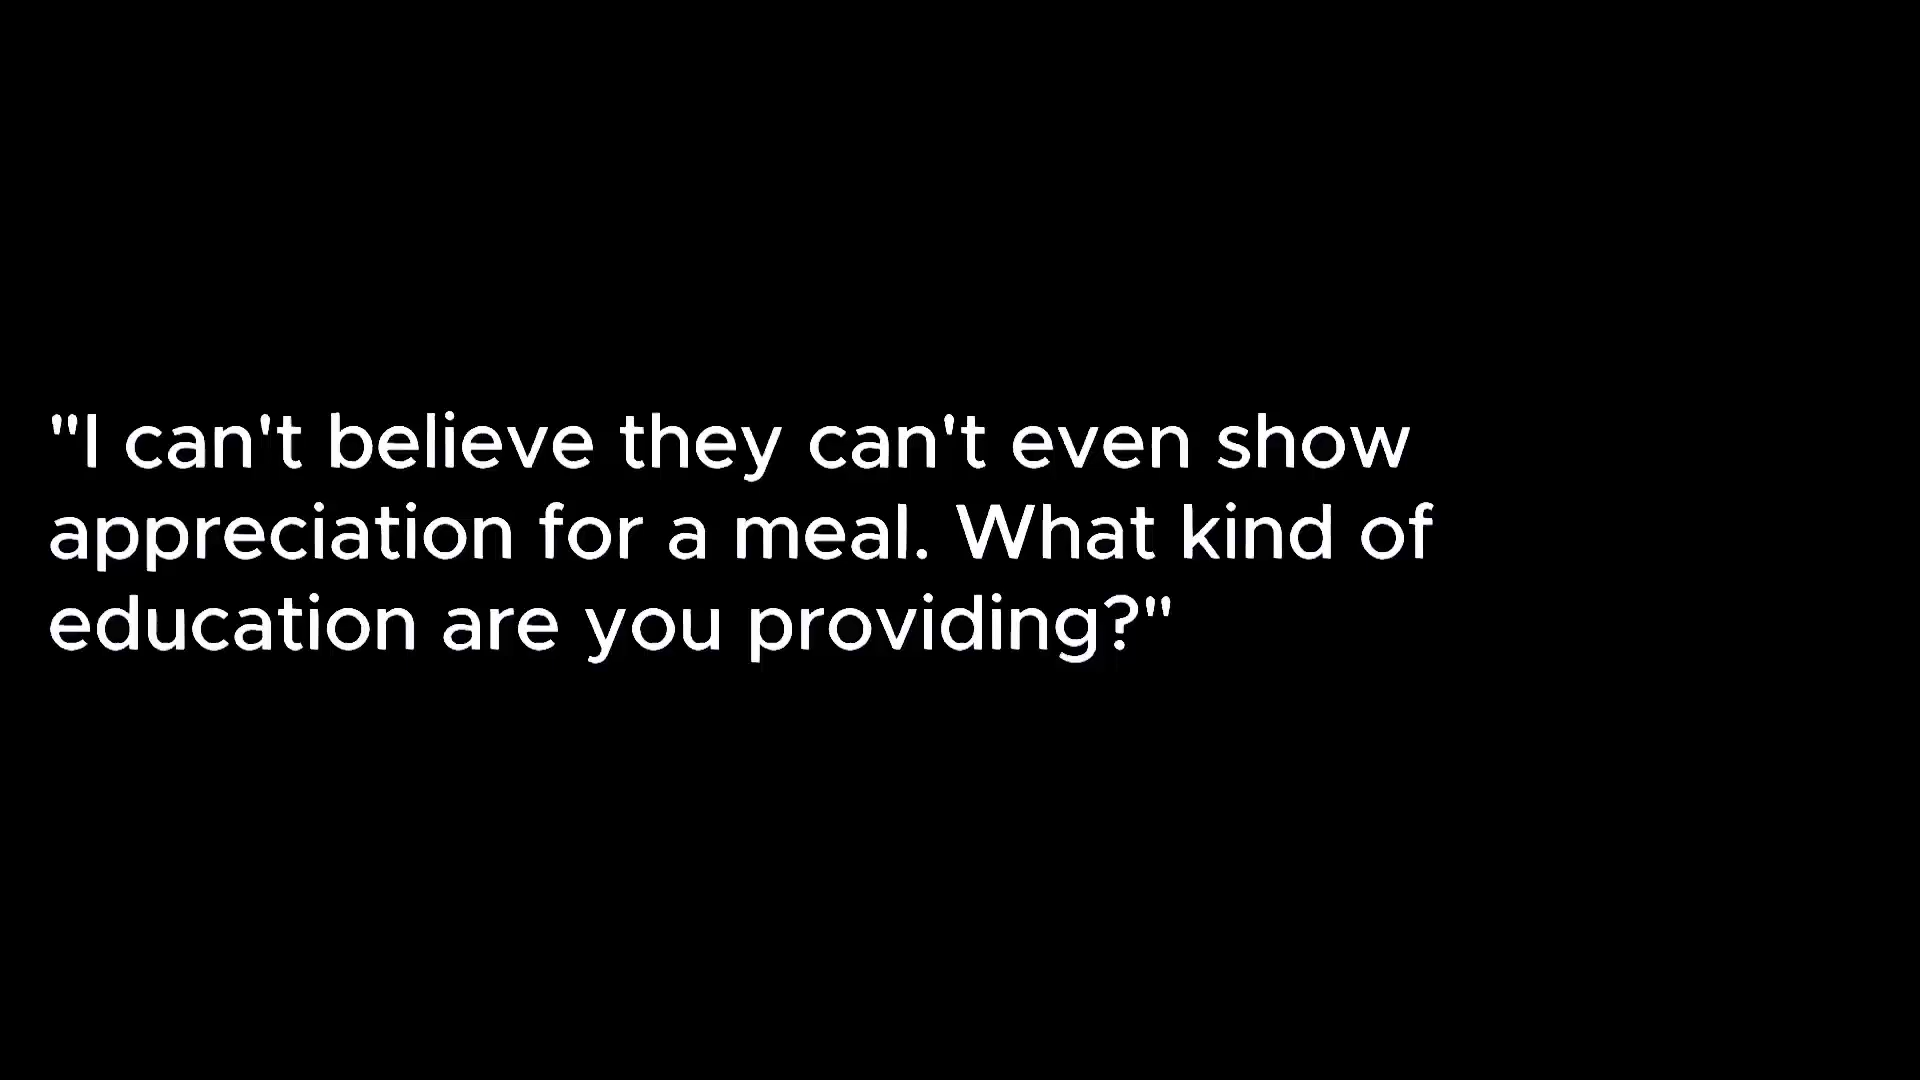 "I can't believe they can't even show
appreciation for a meal. What kind of
education are you providing?"